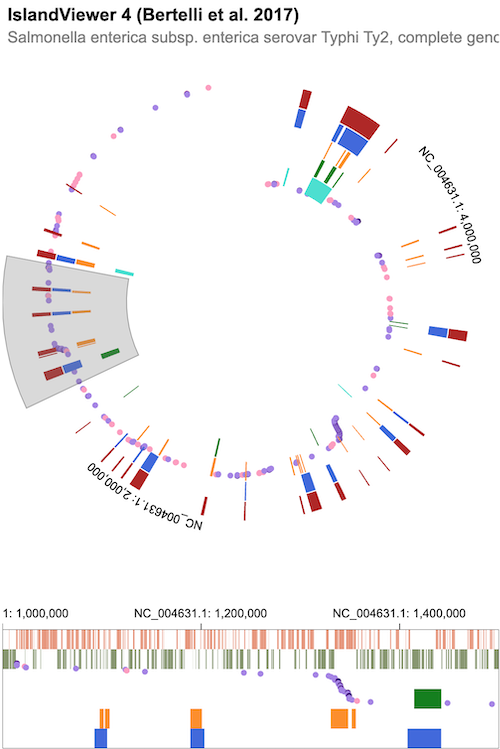 IslandViewer 4 (Bertelli et al. 2017)
Salmonella enterica subsp. enterica serovar Typhi Ty2, complete genc
NC_004631.1: 4,000,000
NC_004631.1: 2,000,000
1: 1,000,000 NC_004631.1: 1,200,000 NC_004631.1: 1,400,000